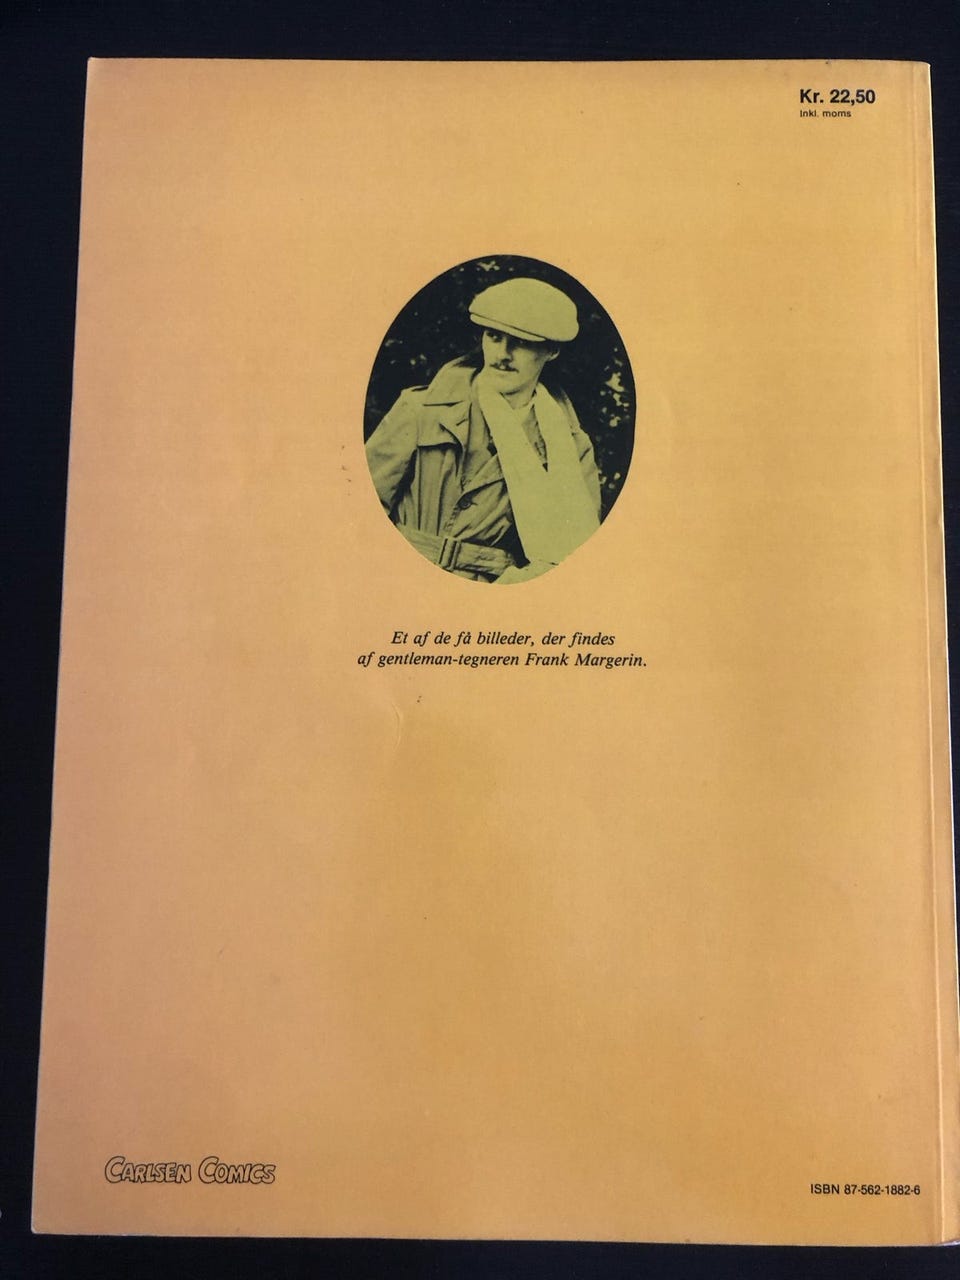 Kr. 22,50
Inkl. moms
Et af de få billeder, der findes
af gentleman-tegneren Frank Margerin.
CARLSEN COMICS
ISBN 87-562-1882-6